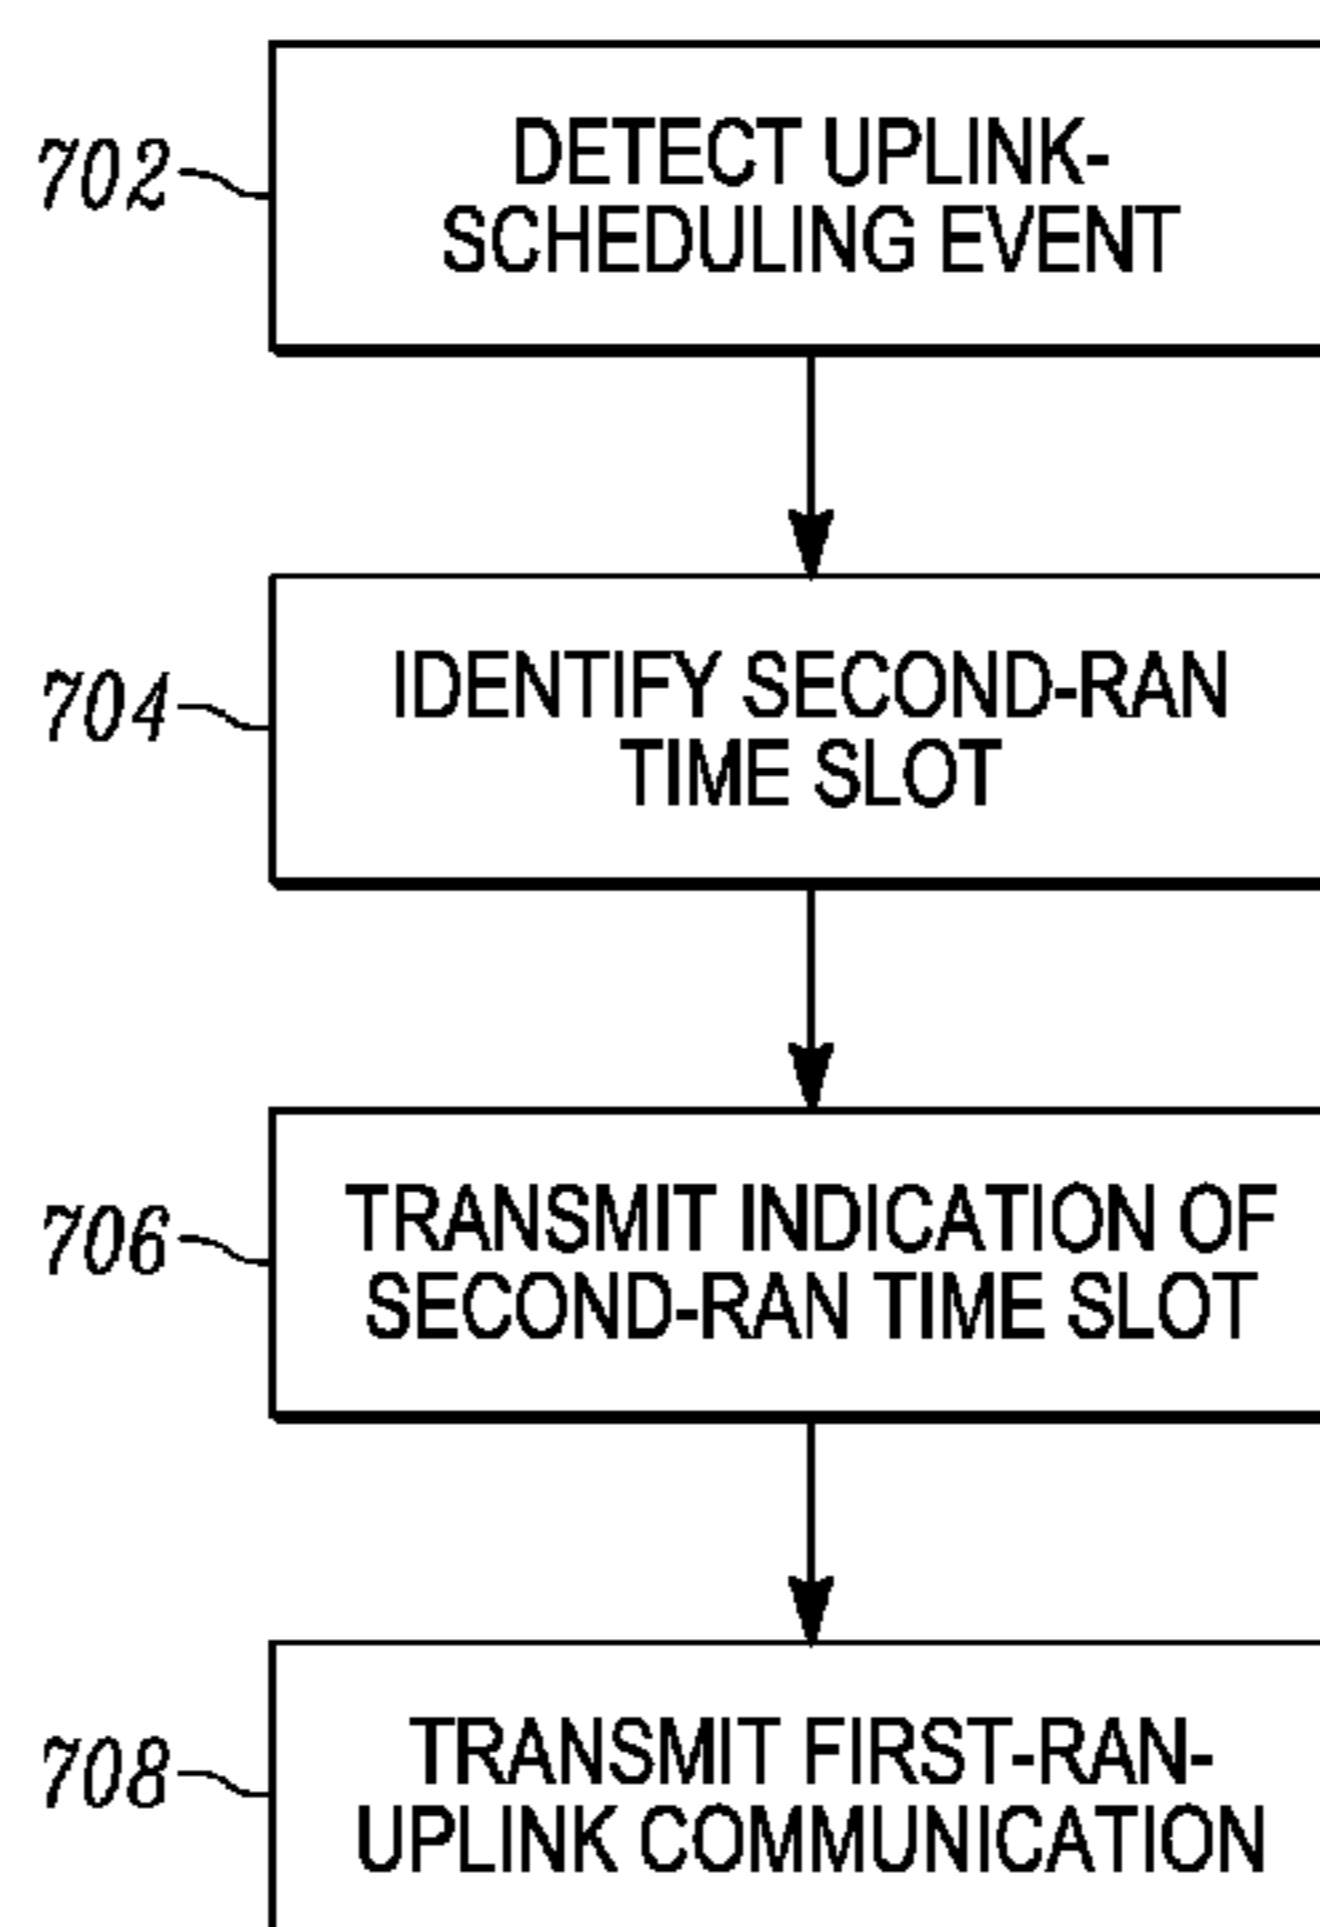 702
DETECT UPLINK-
SCHEDULING EVENT
704
IDENTIFY SECOND-RAN
TIME SLOT
706
TRANSMIT INDICATION OF
SECOND-RAN TIME SLOT
708
TRANSMIT FIRST-RAN-
UPLINK COMMUNICATION